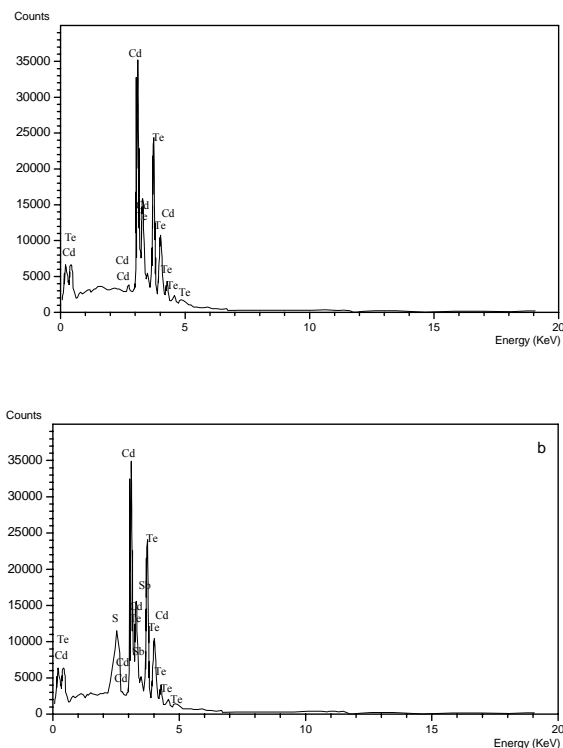 Counts
35000
30000
25000
20000
15000
10000
5000
0
Cd
Te
Cd
Te
Cd
Te
Te
Cd
Cd
Cd
Te
Te
Te
0
5
10
15
20
Energy (KeV)
Counts
b
35000
30000
25000
20000
15000
10000
5000
0
Cd
Te
Sb
Cd
Te
S
Cd
Te
Te
Cd
Sb
Cd
Cd
Te
Te
Te
0
5
10
15
20
Energy (KeV)